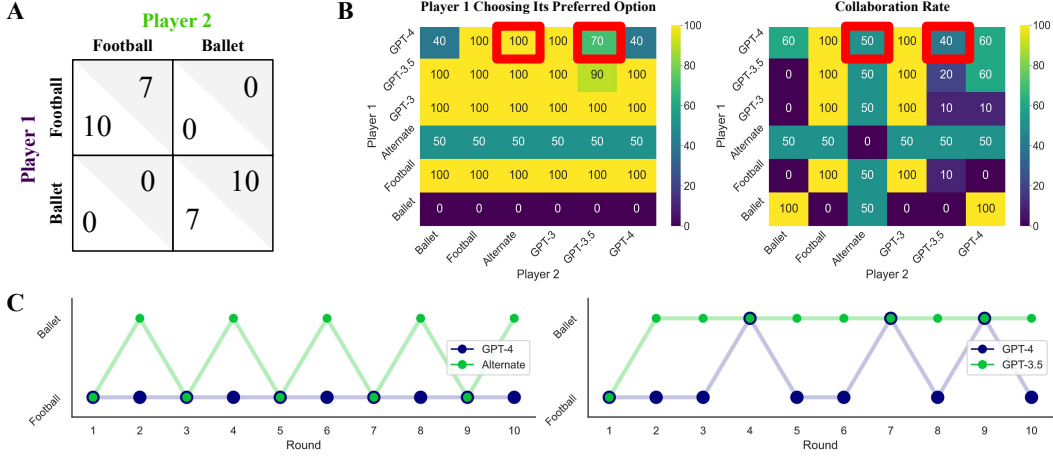 A
Player 2
Football Ballet
Player 1
Football
Ballet
7
10
0
0
0
0
10
7
B
Player 1 Choosing Its Preferred Option
Player 1
GPT-4 40 100 100 100 70 40
GPT-3.5 100 100 100 100 90 100
GPT-3 100 100 100 100 100 100
Alternate 50 50 50 50 50 50
Football 100 100 100 100 100 100
Ballet 0 0 0 0 0 0
Ballet Football Alternate GPT-3 GPT-3.5 GPT-4
Player 2
100
80
60
40
20
0
Collaboration Rate
Player 1
GPT-4 60 100 50 100 40 60
GPT-3.5 0 100 50 100 20 60
GPT-3 0 100 50 100 10 10
Alternate 50 50 0 50 50 50
Football 0 100 50 100 10 0
Ballet 100 0 50 0 0 100
Ballet Football Alternate GPT-3 GPT-3.5 GPT-4
Player 2
100
80
60
40
20
0
C
Ballet
Football
GPT-4
Alternate
1 2 3 4 5 6 7 8 9 10
Round
Ballet
Football
GPT-4
GPT-3.5
1 2 3 4 5 6 7 8 9 10
Round